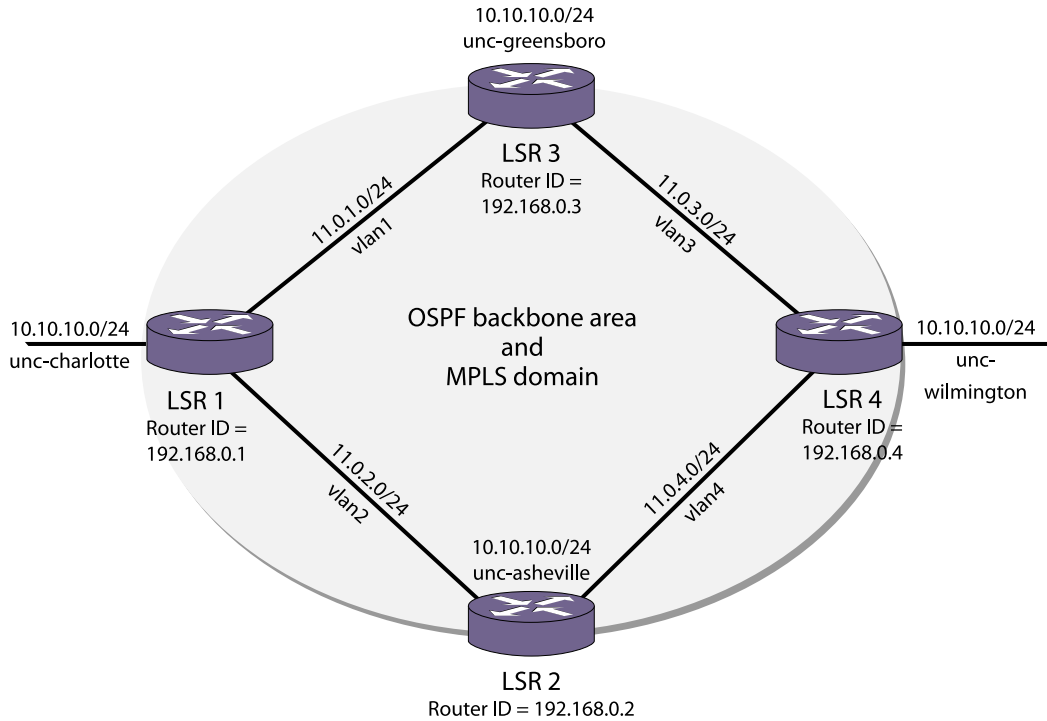 10.10.10.0/24
unc-greensboro
LSR 3
Router ID =
192.168.0.3
11.0.1.0/24
vlan1
11.0.3.0/24
vlan3
10.10.10.0/24
unc-charlotte
LSR 1
Router ID =
192.168.0.1
OSPF backbone area
and
MPLS domain
10.10.10.0/24
unc-
wilmington
LSR 4
Router ID =
192.168.0.4
11.0.2.0/24
vlan2
11.0.4.0/24
vlan4
10.10.10.0/24
unc-asheville
LSR 2
Router ID = 192.168.0.2